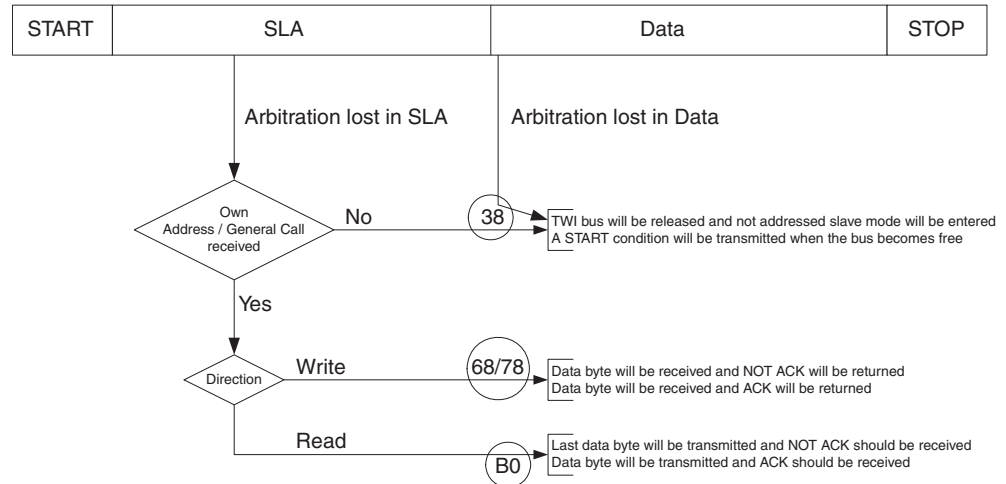 START SLA Data STOP
Arbitration lost in SLA Arbitration lost in Data
Own
Address / General Call
received
No
38
TWI bus will be released and not addressed slave mode will be entered
A START condition will be transmitted when the bus becomes free
Yes
Direction
Write
68/78
Data byte will be received and NOT ACK will be returned
Data byte will be received and ACK will be returned
Read
B0
Last data byte will be transmitted and NOT ACK should be received
Data byte will be transmitted and ACK should be received